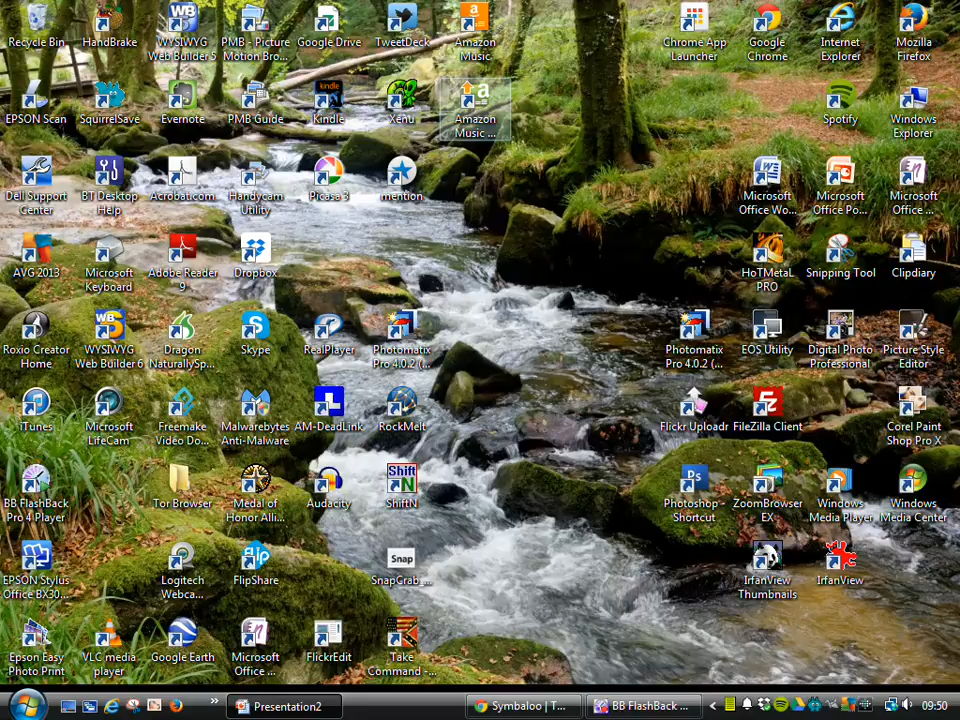 Recycle Bin
HandBrake
WYSIWYG
Web Builder 5
PMB - Picture
Motion Bro...
Google Drive
TweetDeck
Amazon
Music
Chrome App
Launcher
Google
Chrome
Internet
Explorer
Mozilla
Firefox
EPSON Scan
SquirrelSave
Evernote
PMB Guide
kindle
Kindle
Xenu
Amazon
Music ...
Spotify
Windows
Explorer
Dell Support
Center
BT Desktop
Help
Acrobat.com
Handycam
Utility
Picasa 3
mention
Microsoft
Office Wo...
Microsoft
Office Po...
Microsoft
Office ...
AVG 2013
Microsoft
Keyboard
Adobe Reader
9
Dropbox
HoTMetaL
PRO
Snipping Tool
Clipdiary
Roxio Creator
Home
WYSIWYG
Web Builder 6
Dragon
NaturallySp...
Skype
RealPlayer
Photomatix
Pro 4.0.2 (...
Photomatix
Pro 4.0.2 (...
EOS Utility
Digital Photo
Professional
Picture Style
Editor
iTunes
Microsoft
LifeCam
Freemake
Video Do...
Malwarebytes
Anti-Malware
AM-DeadLink
RockMelt
Flickr Uploadr
FileZilla Client
Corel Paint
Shop Pro X
BB FlashBack
Pro 4 Player
Tor Browser
Medal of
Honor Alli...
Audacity
Shift
N
ShiftN
Photoshop -
Shortcut
ZoomBrowser
EX
Windows
Media Player
Windows
Media Center
EPSON Stylus
Office BX30...
Logitech
Webca...
FlipShare
Snap
SnapCrab_...
IrfanView
Thumbnails
IrfanView
Epson Easy
Photo Print
VLC media
player
Google Earth
Microsoft
Office ...
FlickrEdit
Take
Command -...
Presentation2
Symbaloo | T...
BB FlashBack ...
09:50